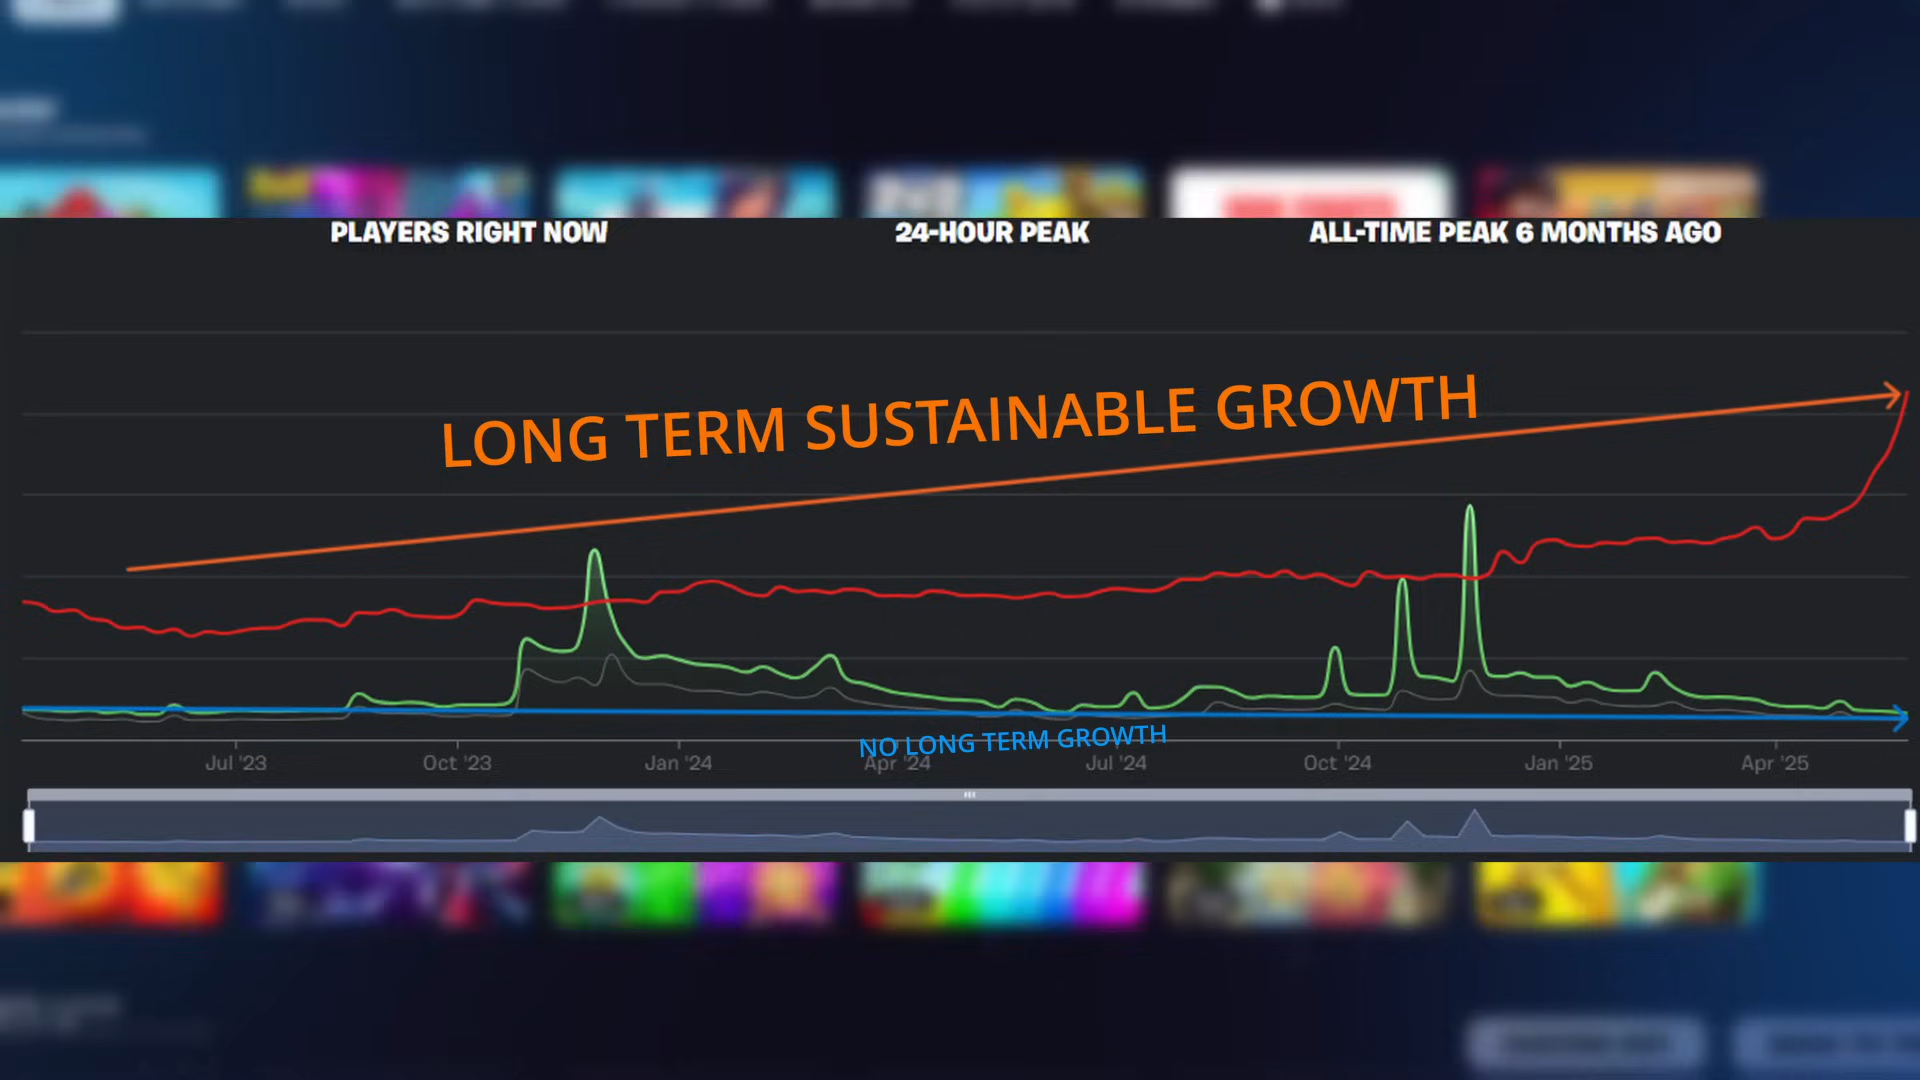 PLAYERS RIGHT NOW
24-HOUR PEAK
ALL-TIME PEAK 6 MONTHS AGO
LONG TERM SUSTAINABLE GROWTH
NO LONG TERM GROWTH
Jul '23
Oct '23
Jan '24
Apr '24
Jul '24
Oct '24
Jan '25
Apr '25